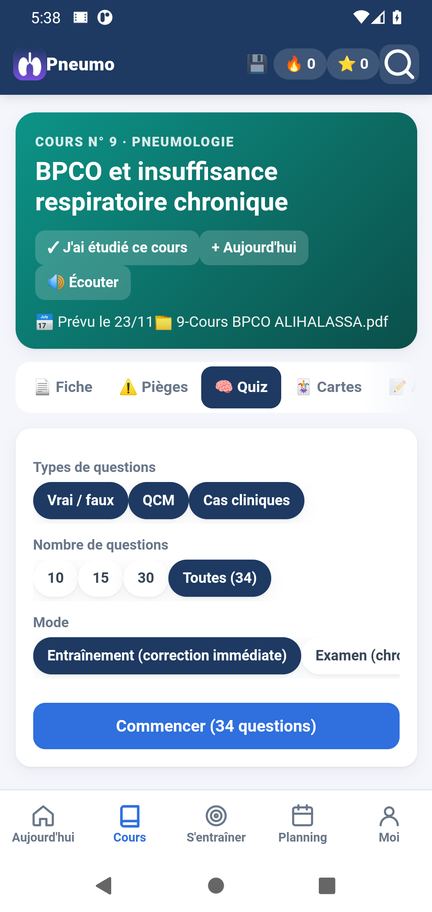 5:38
Pneumo
0
0
COURS N° 9 · PNEUMOLOGIE
BPCO et insuffisance
respiratoire chronique
✓ J'ai étudié ce cours
+ Aujourd'hui
Écouter
Prévu le 23/11 9-Cours BPCO ALIHALASSA.pdf
Fiche
Pièges
Quiz
Cartes
Types de questions
Vrai / faux
QCM
Cas cliniques
Nombre de questions
10
15
30
Toutes (34)
Mode
Entraînement (correction immédiate)
Examen (chro
Commencer (34 questions)
Aujourd'hui
Cours
S'entraîner
Planning
Moi